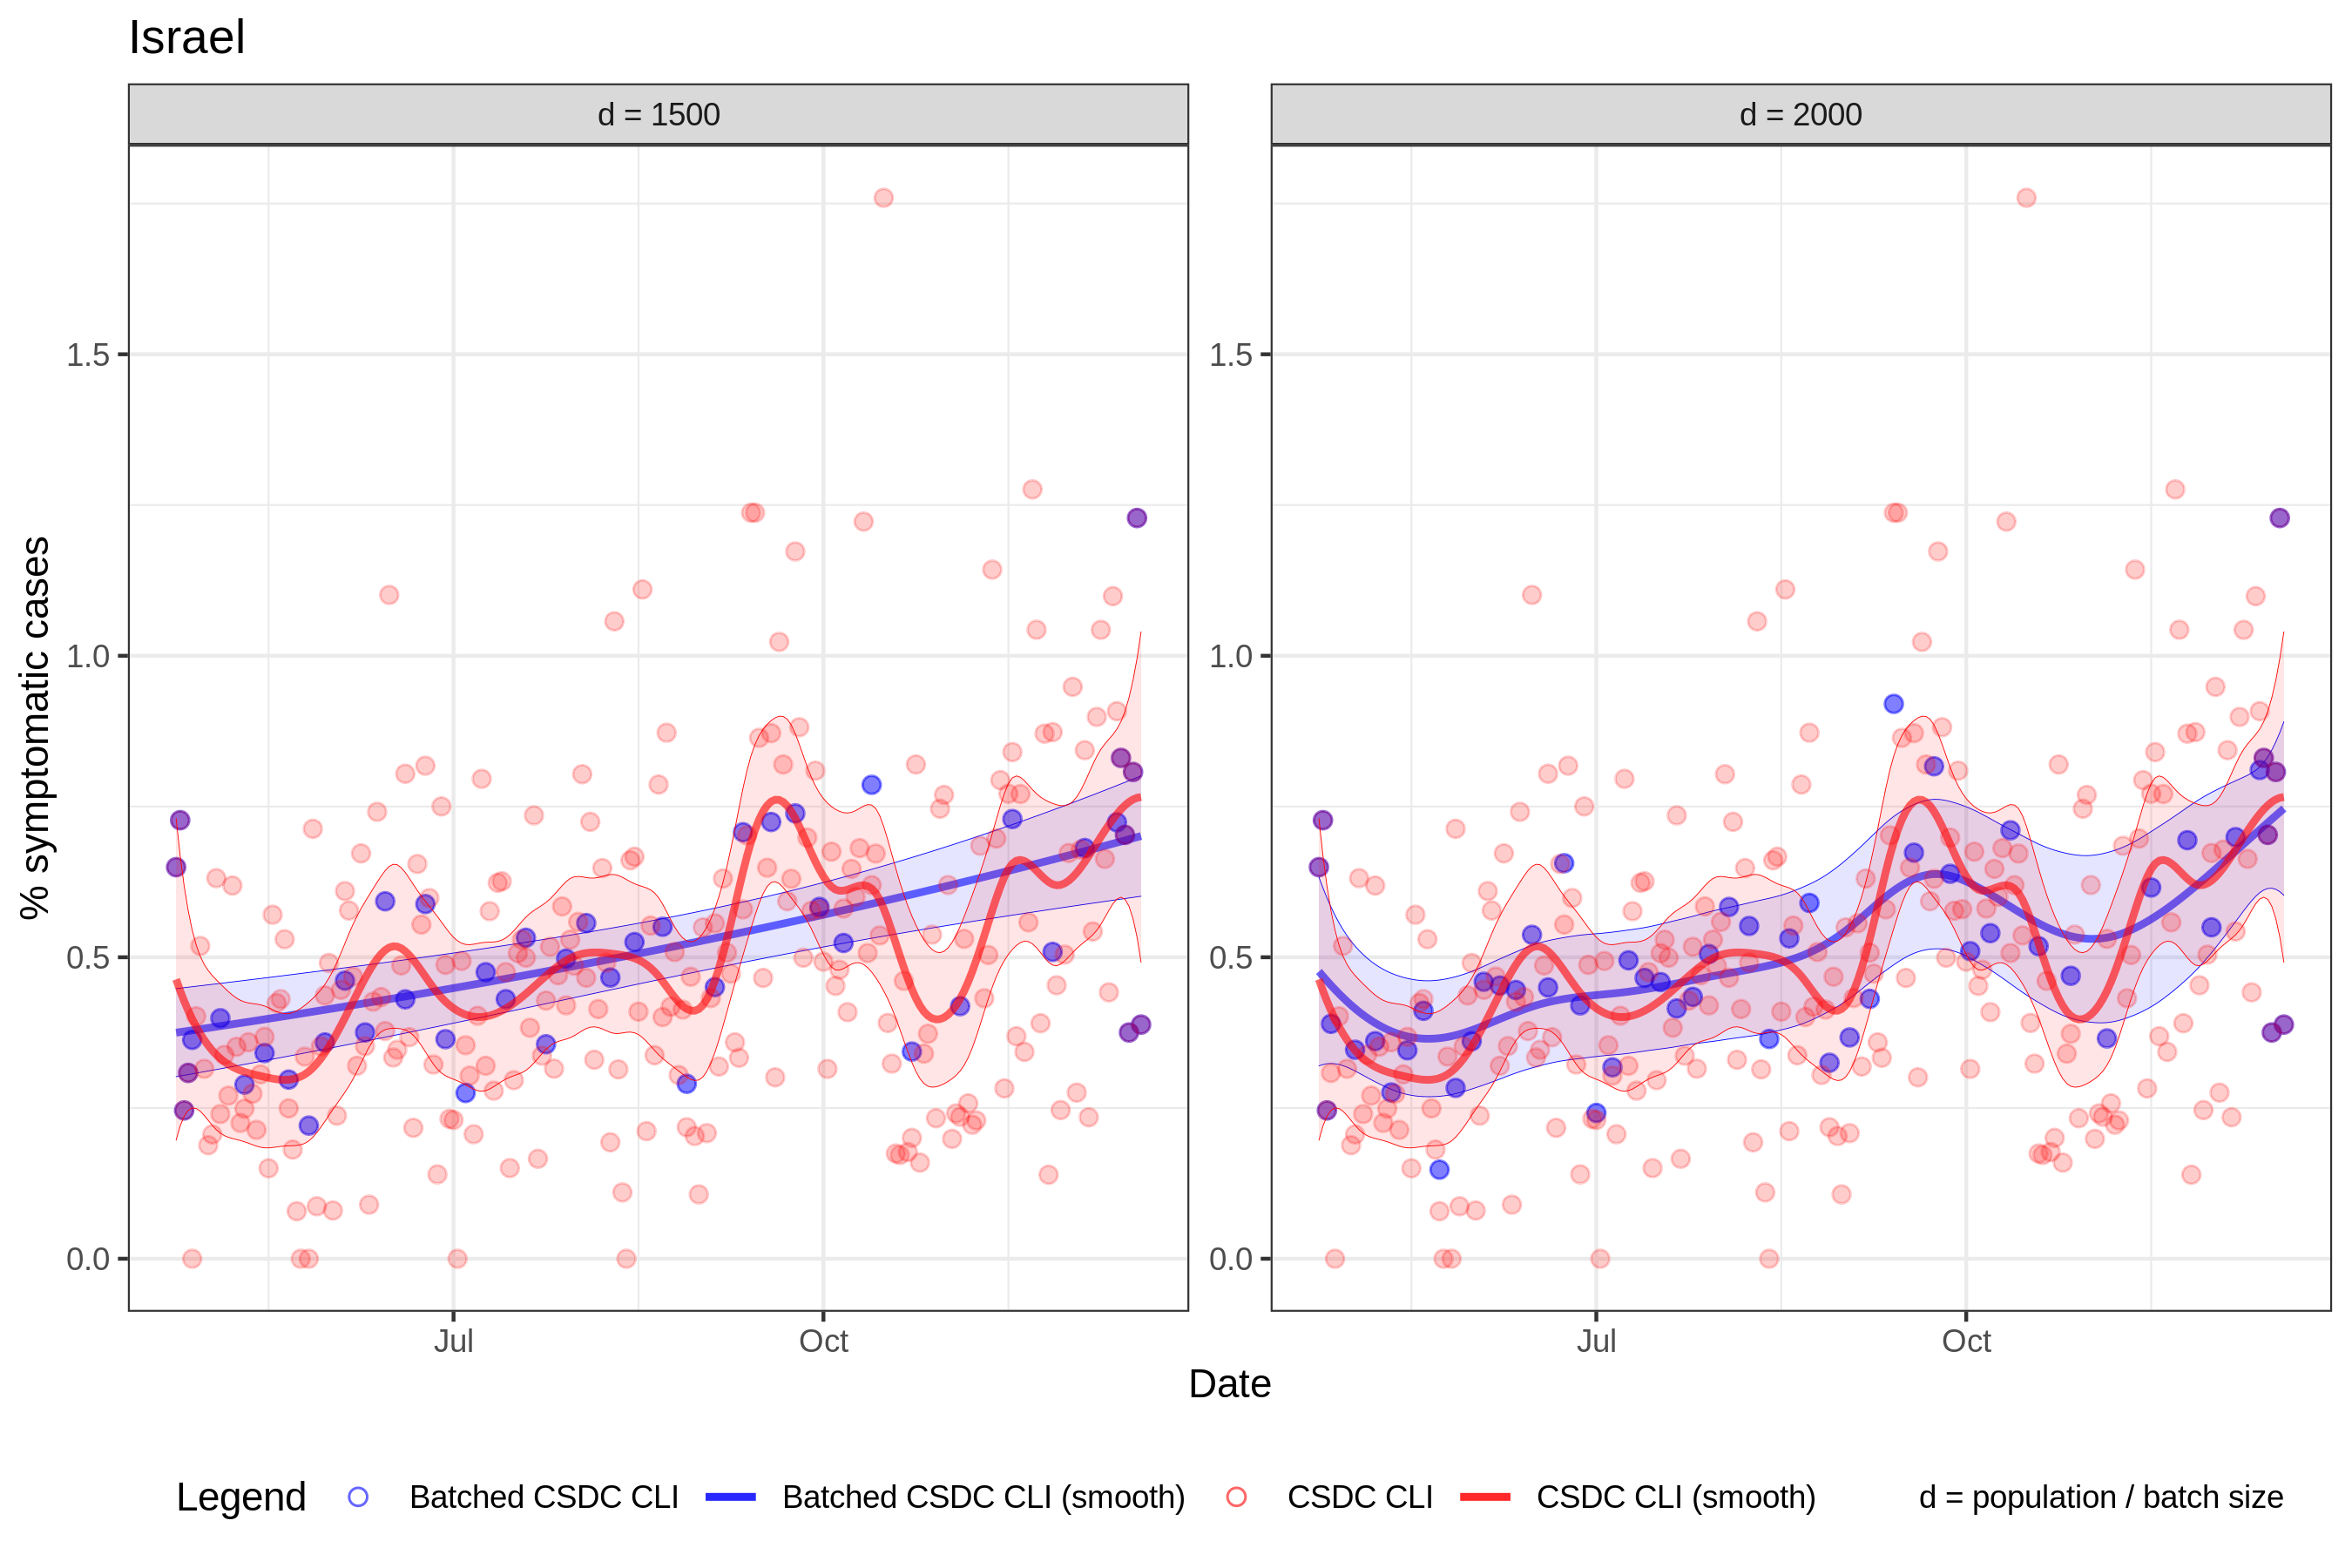 Israel
d = 1500
d = 2000
% symptomatic cases
1.5
1.0
0.5
0.0
1.5
1.0
0.5
0.0
Jul
Oct
Jul
Oct
Date
Legend
Batched CSDC CLI
Batched CSDC CLI (smooth)
CSDC CLI
CSDC CLI (smooth)
d = population / batch size